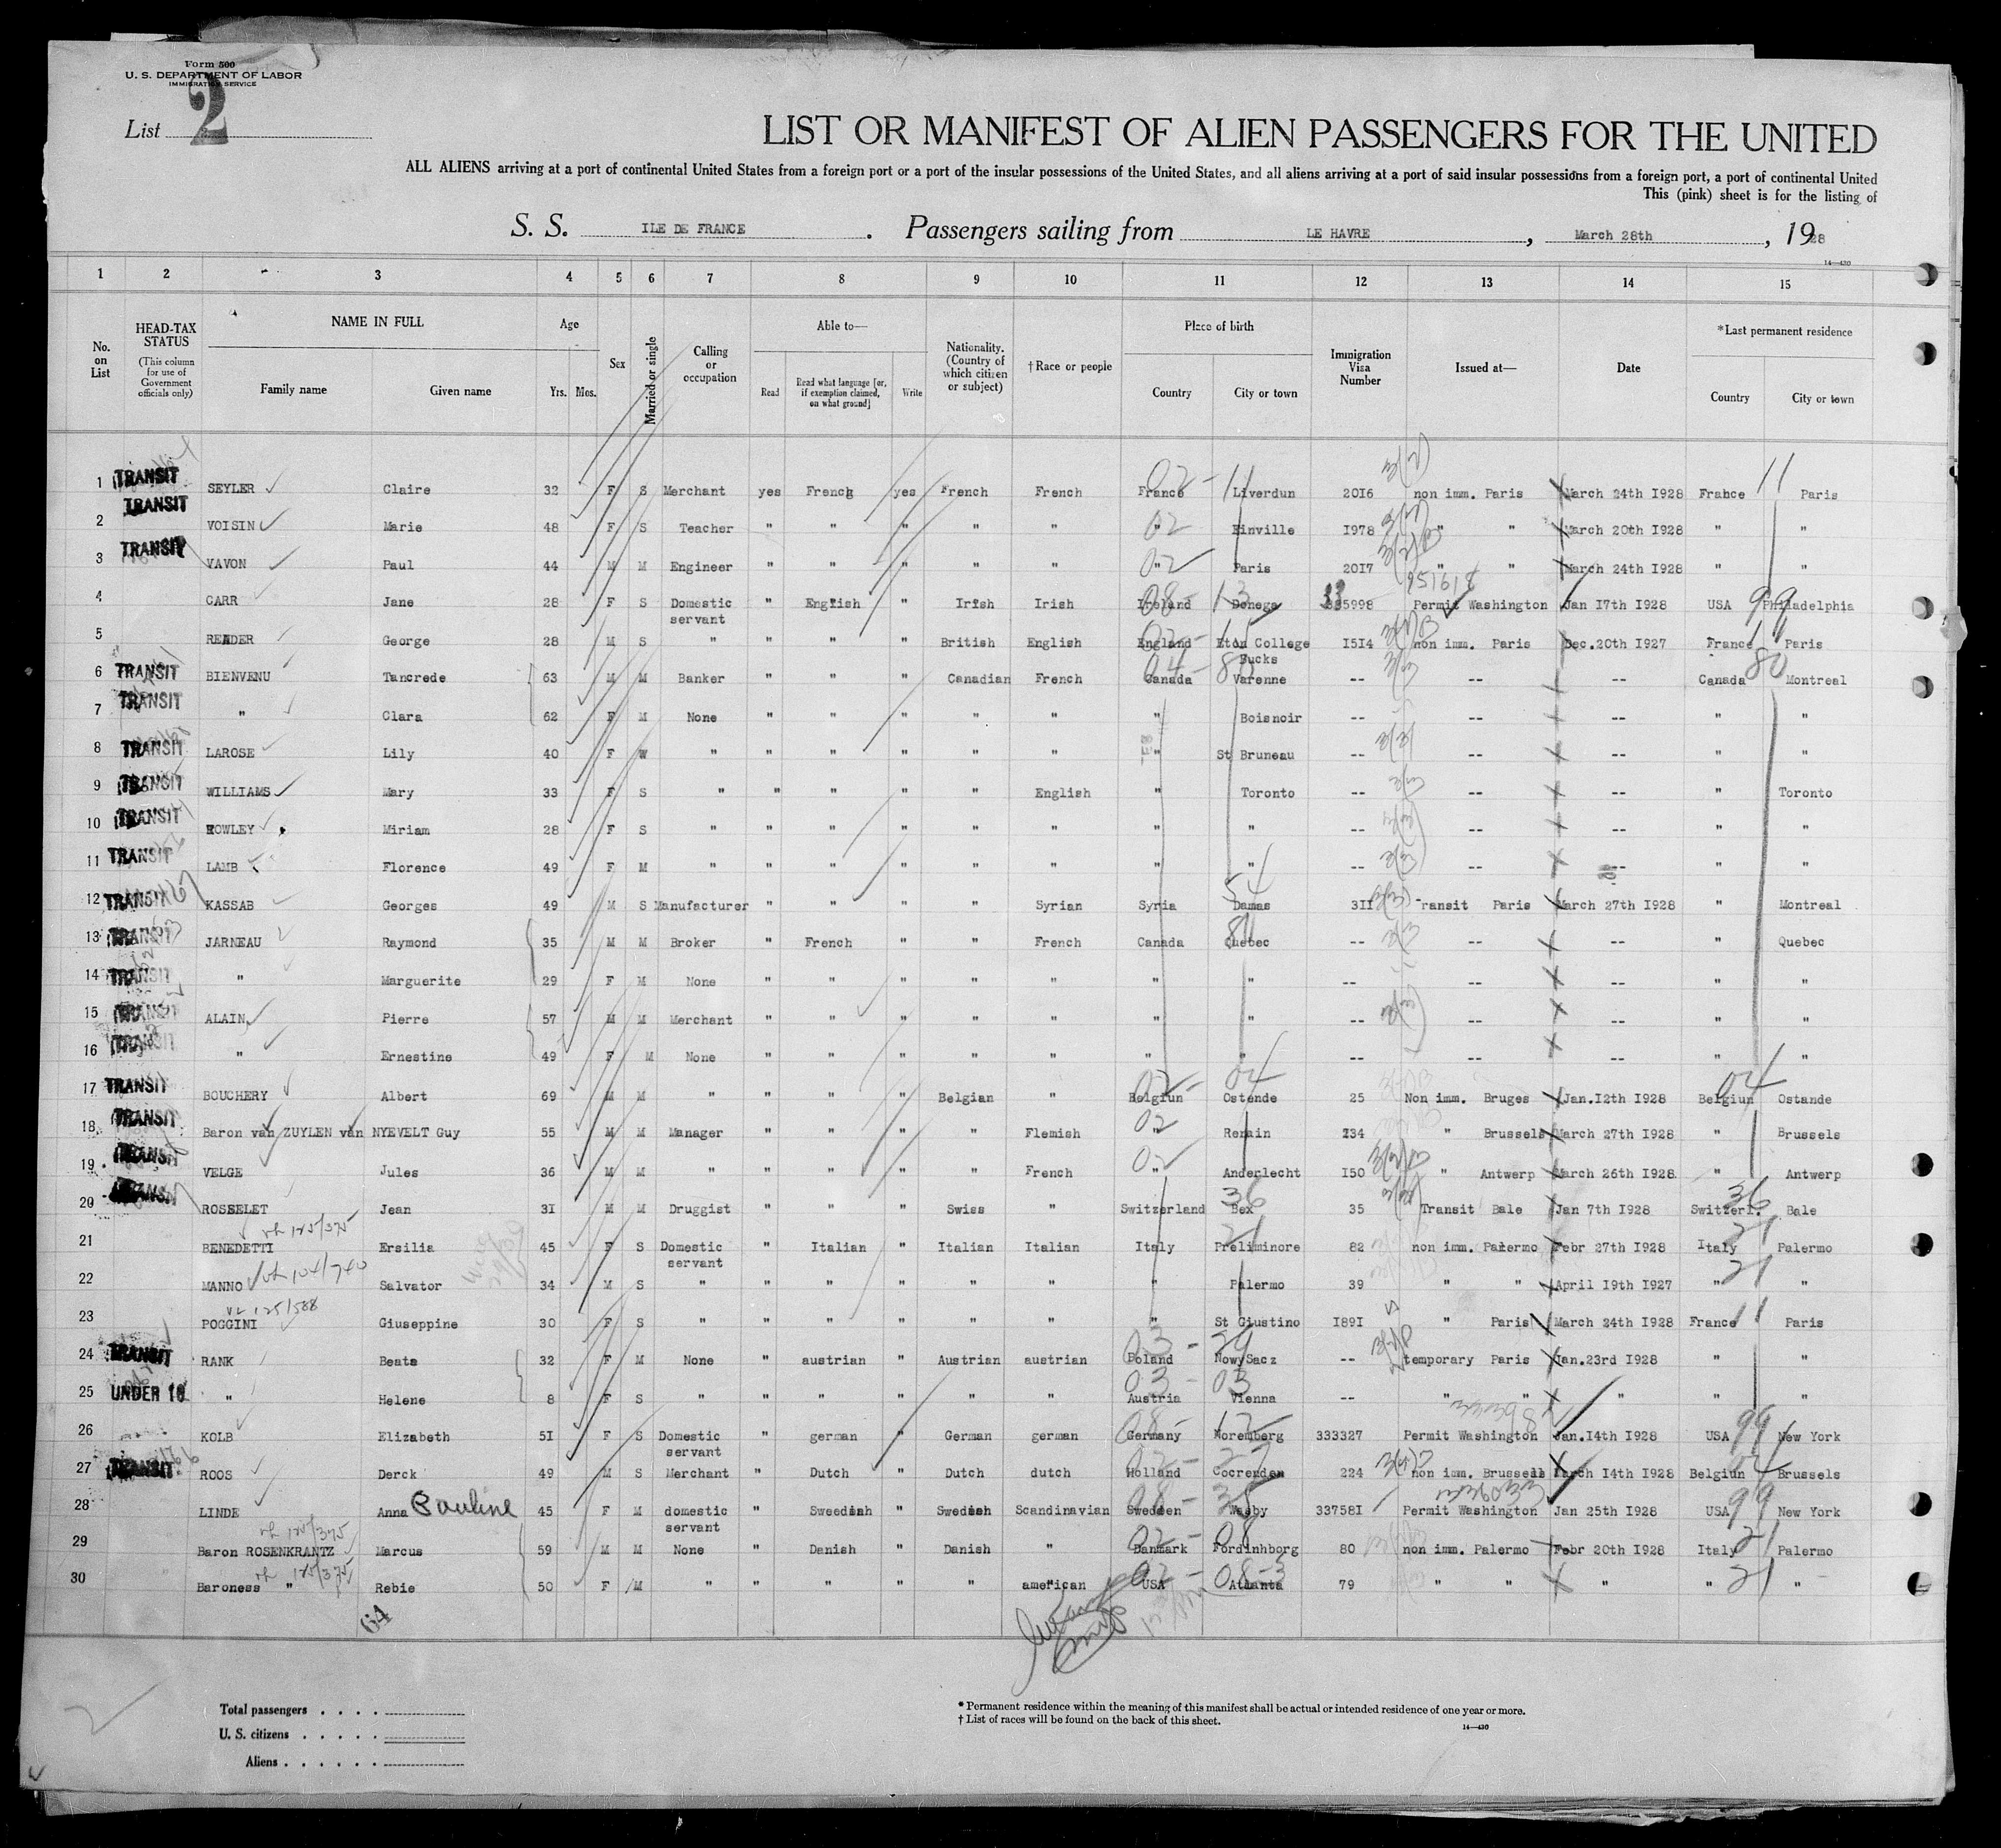 Form 500
U. S. DEPARTMENT OF LABOR
IMMIGRATION SERVICE
List 2
LIST OR MANIFEST OF ALIEN PASSENGERS FOR THE UNITED
ALL ALIENS arriving at a port of continental United States from a foreign port or a port of the insular possessions of the United States, and all aliens arriving at a port of said insular possessions from a foreign port, a port of continental United
This (pink) sheet is for the listing of
S. S. ILE DE FRANCE. Passengers sailing from LE HAVRE, March 28th, 1928
14—430
1 2 3 4 5 6 7 8 9 10 11 12 13 14 15
No. on List
HEAD-TAX STATUS
(This column for use of Government officials only)
NAME IN FULL
Family name Given name
Age
Yrs. Mos.
Sex
Married or single
Calling or occupation
Able to—
Read
Read what language [or, if exemption claimed, on what ground]
Write
Nationality. (Country of which citizen or subject)
†Race or people
Place of birth
Country City or town
Immigration Visa Number
Issued at—
Date
*Last permanent residence
Country City or town
1 TRANSIT SEYLER Claire 32 F S Merchant yes French yes French French France Liverdun 2016 non imm. Paris March 24th 1928 France Paris
2 TRANSIT VOISIN Marie 48 F S Teacher " " " " " " Einville 1978 " " March 20th 1928 " "
3 TRANSIT VAVON Paul 44 M M Engineer " " " " " " Paris 2017 " " March 24th 1928 " "
4 CARR Jane 28 F S Domestic servant " English " Irish Irish Ireland Donega 335998 Permit Washington Jan 17th 1928 USA Philadelphia
5 READER George 28 M S " " " " British English England Eton College Bucks 1514 non imm. Paris Dec.20th 1927 France Paris
6 TRANSIT BIENVENU Tancrede 63 M M Banker " " " Canadian French Canada Varenne -- -- -- Canada Montreal
7 TRANSIT " Clara 62 F M None " " " " " " Boisnoir -- -- -- " "
8 TRANSIT LAROSE Lily 40 F W " " " " " " " St Bruneau -- -- -- " "
9 TRANSIT WILLIAMS Mary 33 F S " " " " " English " Toronto -- -- -- " Toronto
10 TRANSIT ROWLEY Miriam 28 F S " " " " " " " " -- -- -- " "
11 TRANSIT LAMB Florence 49 F M " " " " " " " " -- -- -- " "
12 TRANSIT KASSAB Georges 49 M S Manufacturer " " " " Syrian Syria Damas 311 Transit Paris March 27th 1928 " Montreal
13 TRANSIT JARNEAU Raymond 35 M M Broker " French " " French Canada Quebec -- -- -- " Quebec
14 TRANSIT " Marguerite 29 F M None " " " " " " " -- -- -- " "
15 TRANSIT ALAIN Pierre 57 M M Merchant " " " " " " " -- -- -- " "
16 TRANSIT " Ernestine 49 F M None " " " " " " " -- -- -- " "
17 TRANSIT BOUCHERY Albert 69 M M " " " " Belgian " Belgiun Ostende 25 Non imm. Bruges Jan.12th 1928 Belgiun Ostande
18 TRANSIT Baron van ZUYLEN van NYEVELT Guy 55 M M Manager " " " " Flemish " Renain 234 " Brussels March 27th 1928 " Brussels
19 TRANSIT VELGE Jules 36 M M " " " " " French " Anderlecht 150 " Antwerp March 26th 1928 " Antwerp
20 TRANSIT ROSSELET Jean 31 M M Druggist " " " Swiss " Switzerland Bex 35 Transit Bale Jan 7th 1928 Switzerl. Bale
21 BENEDETTI Ersilia 45 F S Domestic servant " Italian " Italian Italian Italy Preliminore 82 non imm. Palermo Febr 27th 1928 Italy Palermo
22 MANNO Salvator 34 M S " " " " " " " Palermo 39 " " April 19th 1927 " "
23 POGGINI Giuseppine 30 F S " " " " " " " St Giustino 1891 " Paris March 24th 1928 France Paris
24 TRANSIT RANK Beate 32 F M None " austrian " Austrian austrian Poland NowySacz -- temporary Paris Jan.23rd 1928 " "
25 UNDER 16 " Helene 8 F S " " " " " " Austria Vienna -- " " " " "
26 KOLB Elizabeth 51 F S Domestic servant " german " German german Germany Noremberg 333327 Permit Washington Jan.14th 1928 USA New York
27 TRANSIT ROOS Derck 49 M S Merchant " Dutch " Dutch dutch Holland Cocrenden 224 non imm. Brussels March 14th 1928 Belgiun Brussels
28 LINDE Anna Pauline 45 F M domestic servant " Swedish " Swedish Scandinavian Sweden Wasby 337581 Permit Washington Jan 25th 1928 USA New York
29 Baron ROSENKRANTZ Marcus 59 M M None " Danish " Danish " Danmark Fordinhborg 80 non imm. Palermo Febr 20th 1928 Italy Palermo
30 Baroness " Rebie 50 F M " " " " " american USA Atlanta 79 " " " " "
64
Total passengers
U. S. citizens
Aliens
* Permanent residence within the meaning of this manifest shall be actual or intended residence of one year or more.
† List of races will be found on the back of this sheet.
14—430